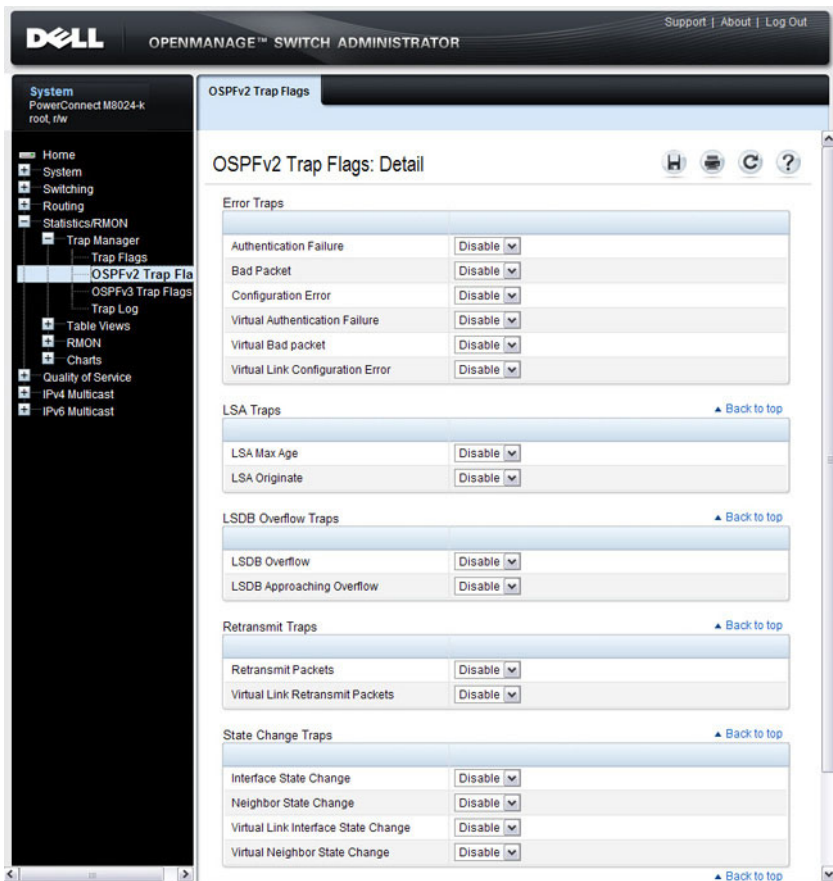 Support | About | Log Out
DELL OPENMANAGE™ SWITCH ADMINISTRATOR
System
PowerConnect M8024-k
root, r/w
Home
System
Switching
Routing
Statistics/RMON
Trap Manager
Trap Flags
OSPFv2 Trap Fla
OSPFv3 Trap Flags
Trap Log
Table Views
RMON
Charts
Quality of Service
IPv4 Multicast
IPv6 Multicast
OSPFv2 Trap Flags
OSPFv2 Trap Flags: Detail
?
Error Traps
Authentication Failure Disable
Bad Packet Disable
Configuration Error Disable
Virtual Authentication Failure Disable
Virtual Bad packet Disable
Virtual Link Configuration Error Disable
LSA Traps ▲ Back to top
LSA Max Age Disable
LSA Originate Disable
LSDB Overflow Traps ▲ Back to top
LSDB Overflow Disable
LSDB Approaching Overflow Disable
Retransmit Traps ▲ Back to top
Retransmit Packets Disable
Virtual Link Retransmit Packets Disable
State Change Traps ▲ Back to top
Interface State Change Disable
Neighbor State Change Disable
Virtual Link Interface State Change Disable
Virtual Neighbor State Change Disable
▲ Back to top